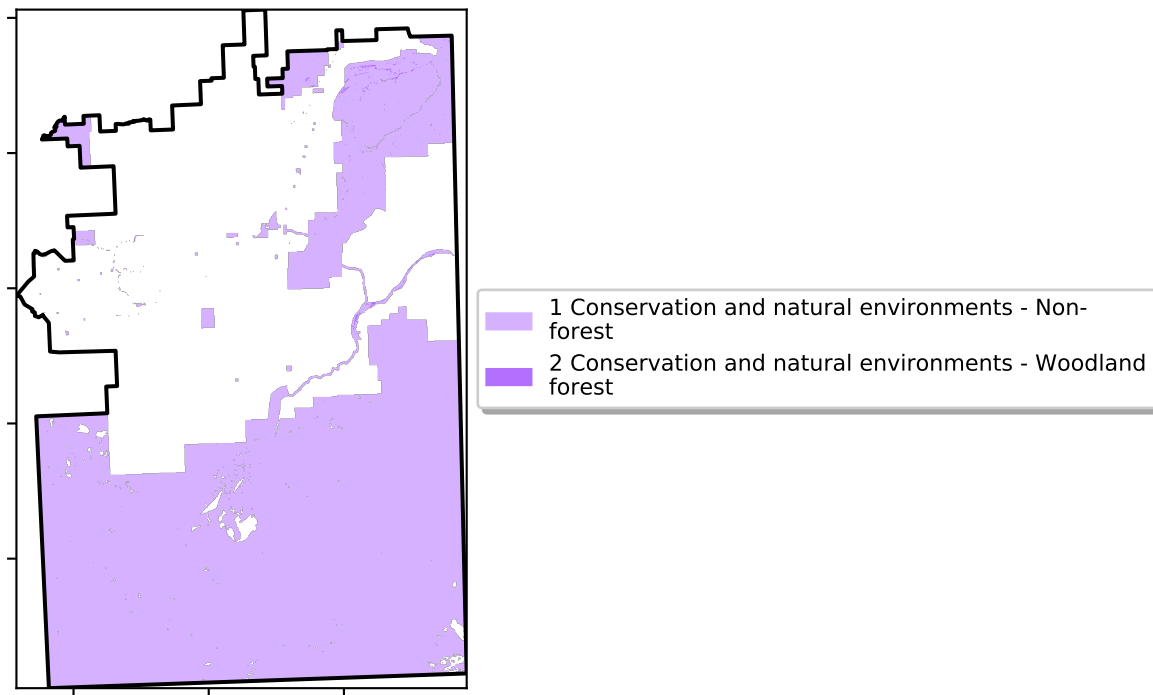 1 Conservation and natural environments - Non-
forest
2 Conservation and natural environments - Woodland
forest